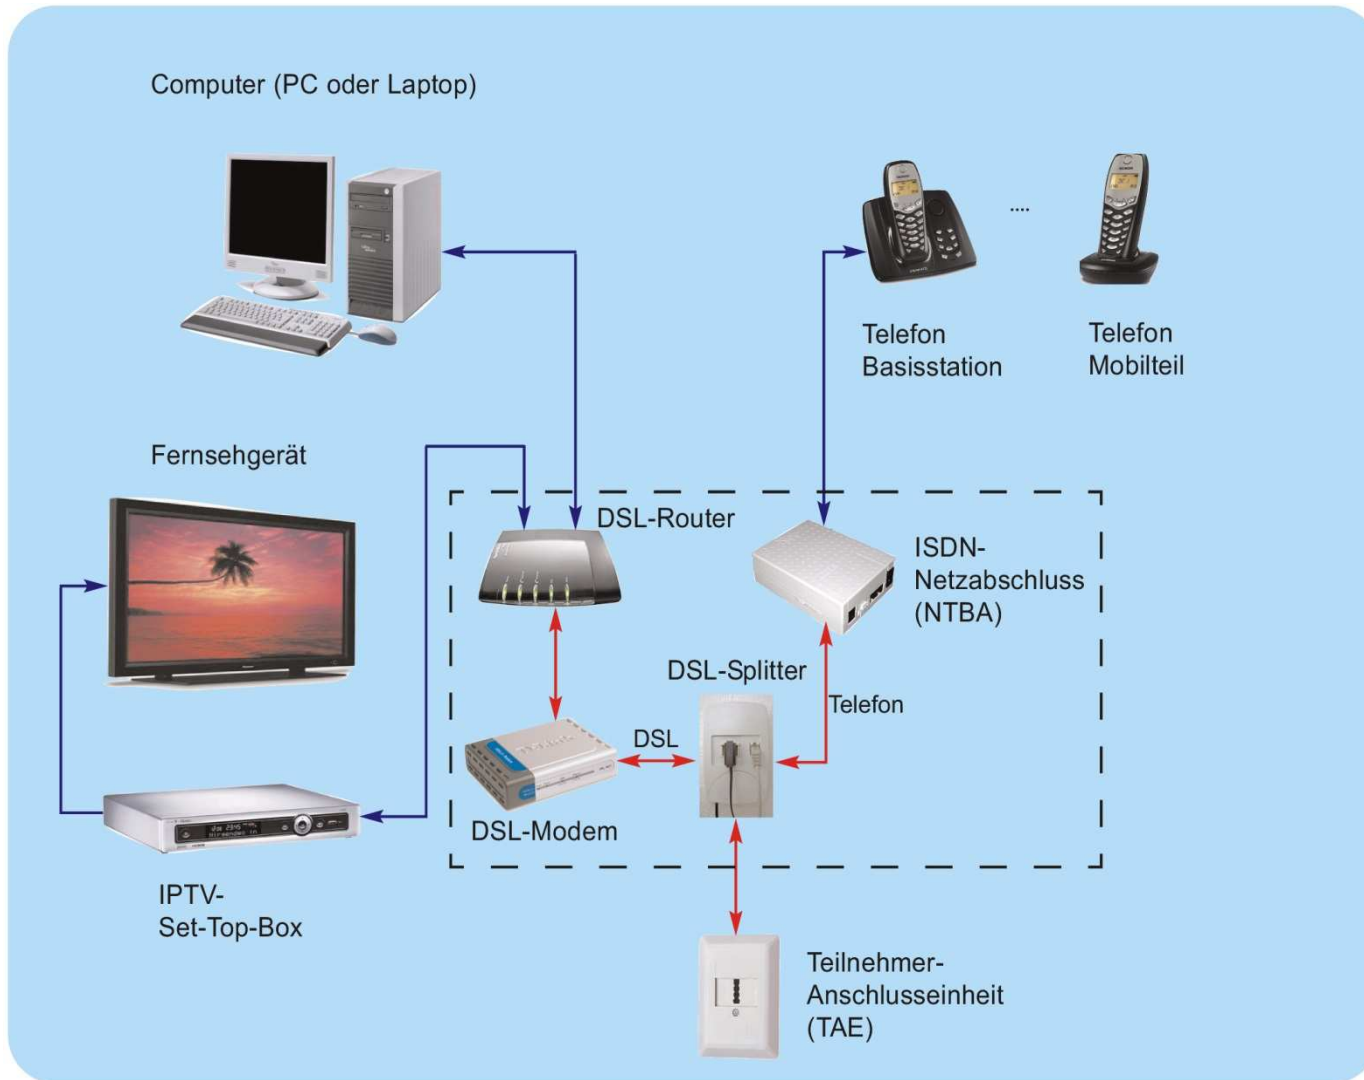 Computer (PC oder Laptop)
....
Telefon
Basisstation
Telefon
Mobilteil
Fernsehgerät
DSL-Router
ISDN-
Netzabschluss
(NTBA)
DSL-Splitter
Telefon
DSL
DSL-Modem
IPTV-
Set-Top-Box
Teilnehmer-
Anschlusseinheit
(TAE)